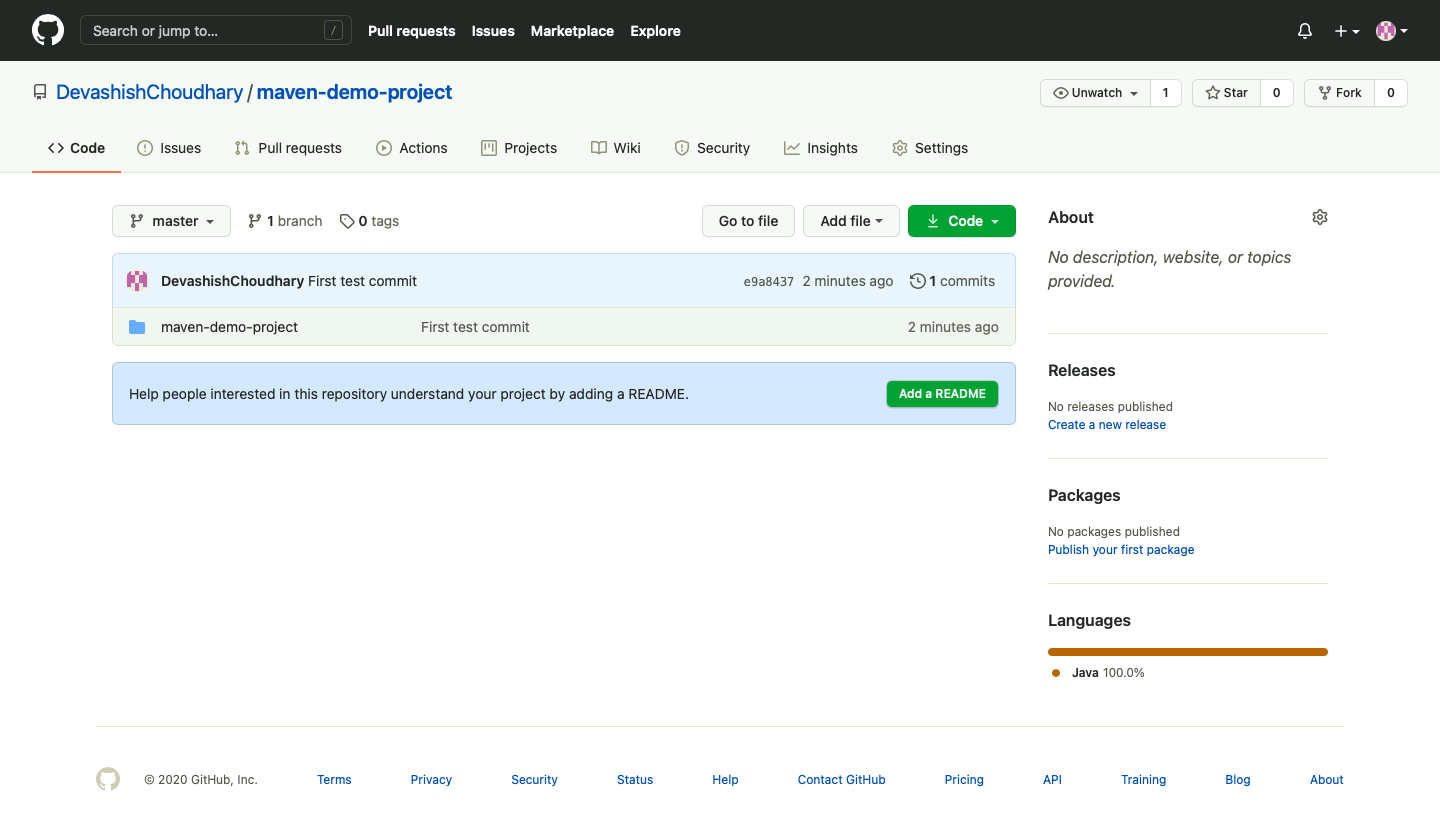 Search or jump to… /
Pull requests Issues Marketplace Explore
DevashishChoudhary / maven-demo-project
Unwatch 1
Star 0
Fork 0
Code Issues Pull requests Actions Projects Wiki Security Insights Settings
master 1 branch 0 tags
Go to file Add file Code
DevashishChoudhary First test commit e9a8437 2 minutes ago 1 commits
maven-demo-project First test commit 2 minutes ago
Help people interested in this repository understand your project by adding a README. Add a README
About
No description, website, or topics
provided.
Releases
No releases published
Create a new release
Packages
No packages published
Publish your first package
Languages
Java 100.0%
© 2020 GitHub, Inc. Terms Privacy Security Status Help Contact GitHub Pricing API Training Blog About